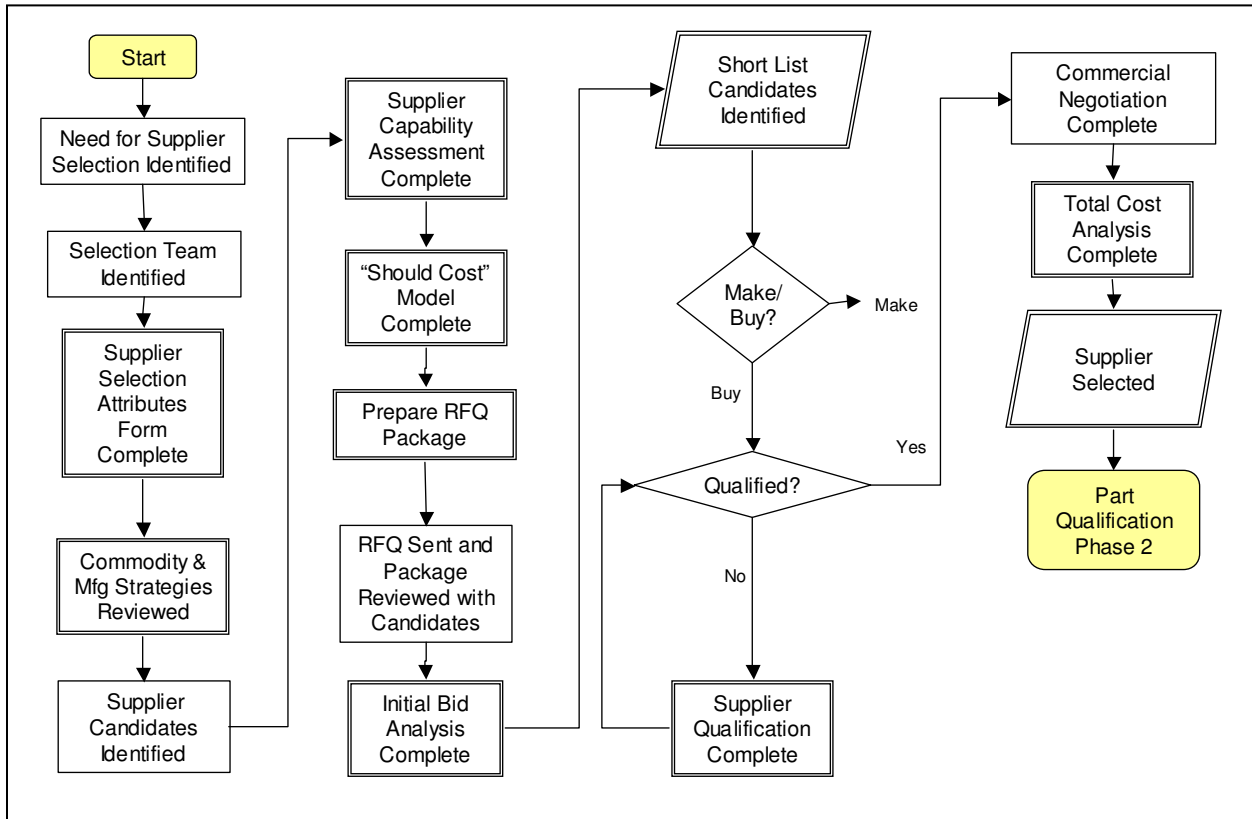 Start
Need for Supplier
Selection Identified
Selection Team
Identified
Supplier
Selection
Attributes
Form
Complete
Commodity &
Mfg Strategies
Reviewed
Supplier
Candidates
Identified
Supplier
Capability
Assessment
Complete
“Should Cost”
Model
Complete
Prepare RFQ
Package
RFQ Sent and
Package
Reviewed with
Candidates
Initial Bid
Analysis
Complete
Short List
Candidates
Identified
Make/
Buy?
Make
Buy
Qualified?
Yes
No
Supplier
Qualification
Complete
Commercial
Negotiation
Complete
Total Cost
Analysis
Complete
Supplier
Selected
Part
Qualification
Phase 2